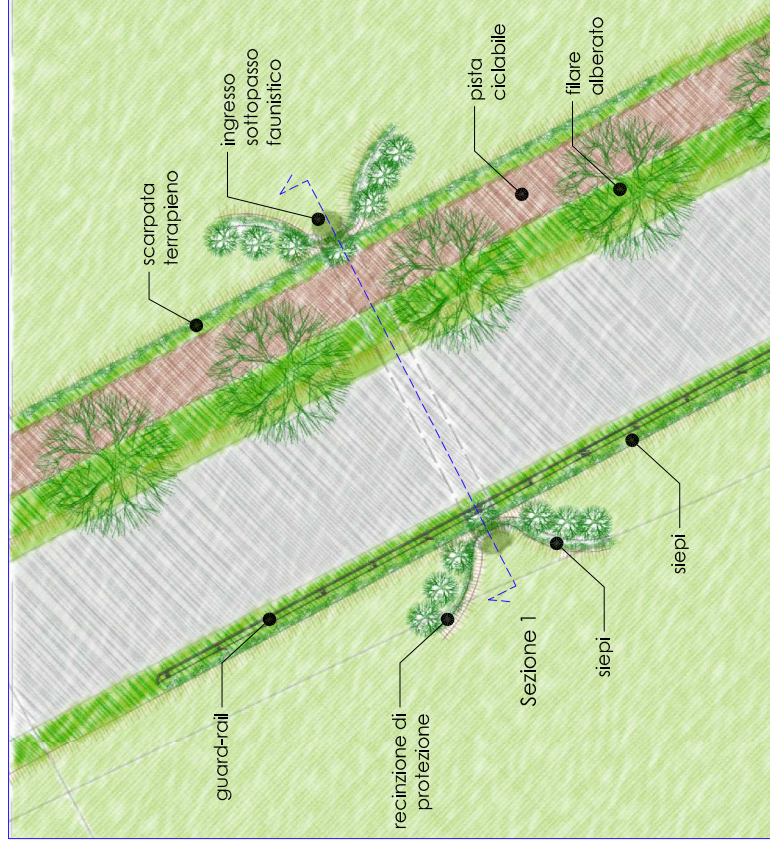 scarpata
terrapieno
ingresso
sottopasso
faunistico
pista
ciclabile
filare
alberato
guard-rail
recinzione di
protezione
Sezione 1
siepi
siepi